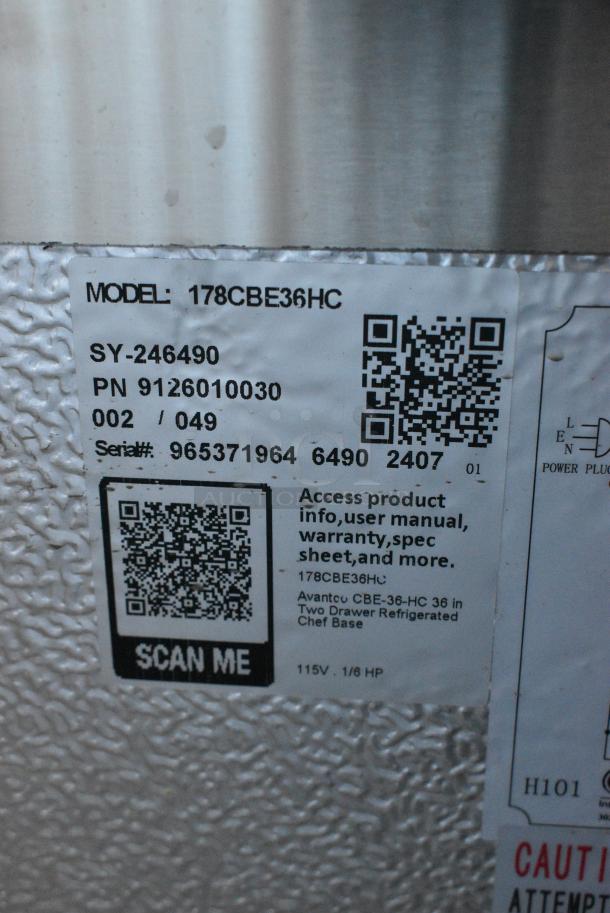 MODEL: 178CBE36HC
SY-246490
PN 9126010030
002 / 049
Serial#: 965371964 6490 2407 01
Access product
info,user manual,
warranty,spec
sheet,and more.
178CBE36HC
Avantco CBE-36-HC 36 in
Two Drawer Refrigerated
Chef Base
115V . 1/6 HP
SCAN ME
L
E
N
POWER PLUG
H101
CAUTI
ATTEMPT